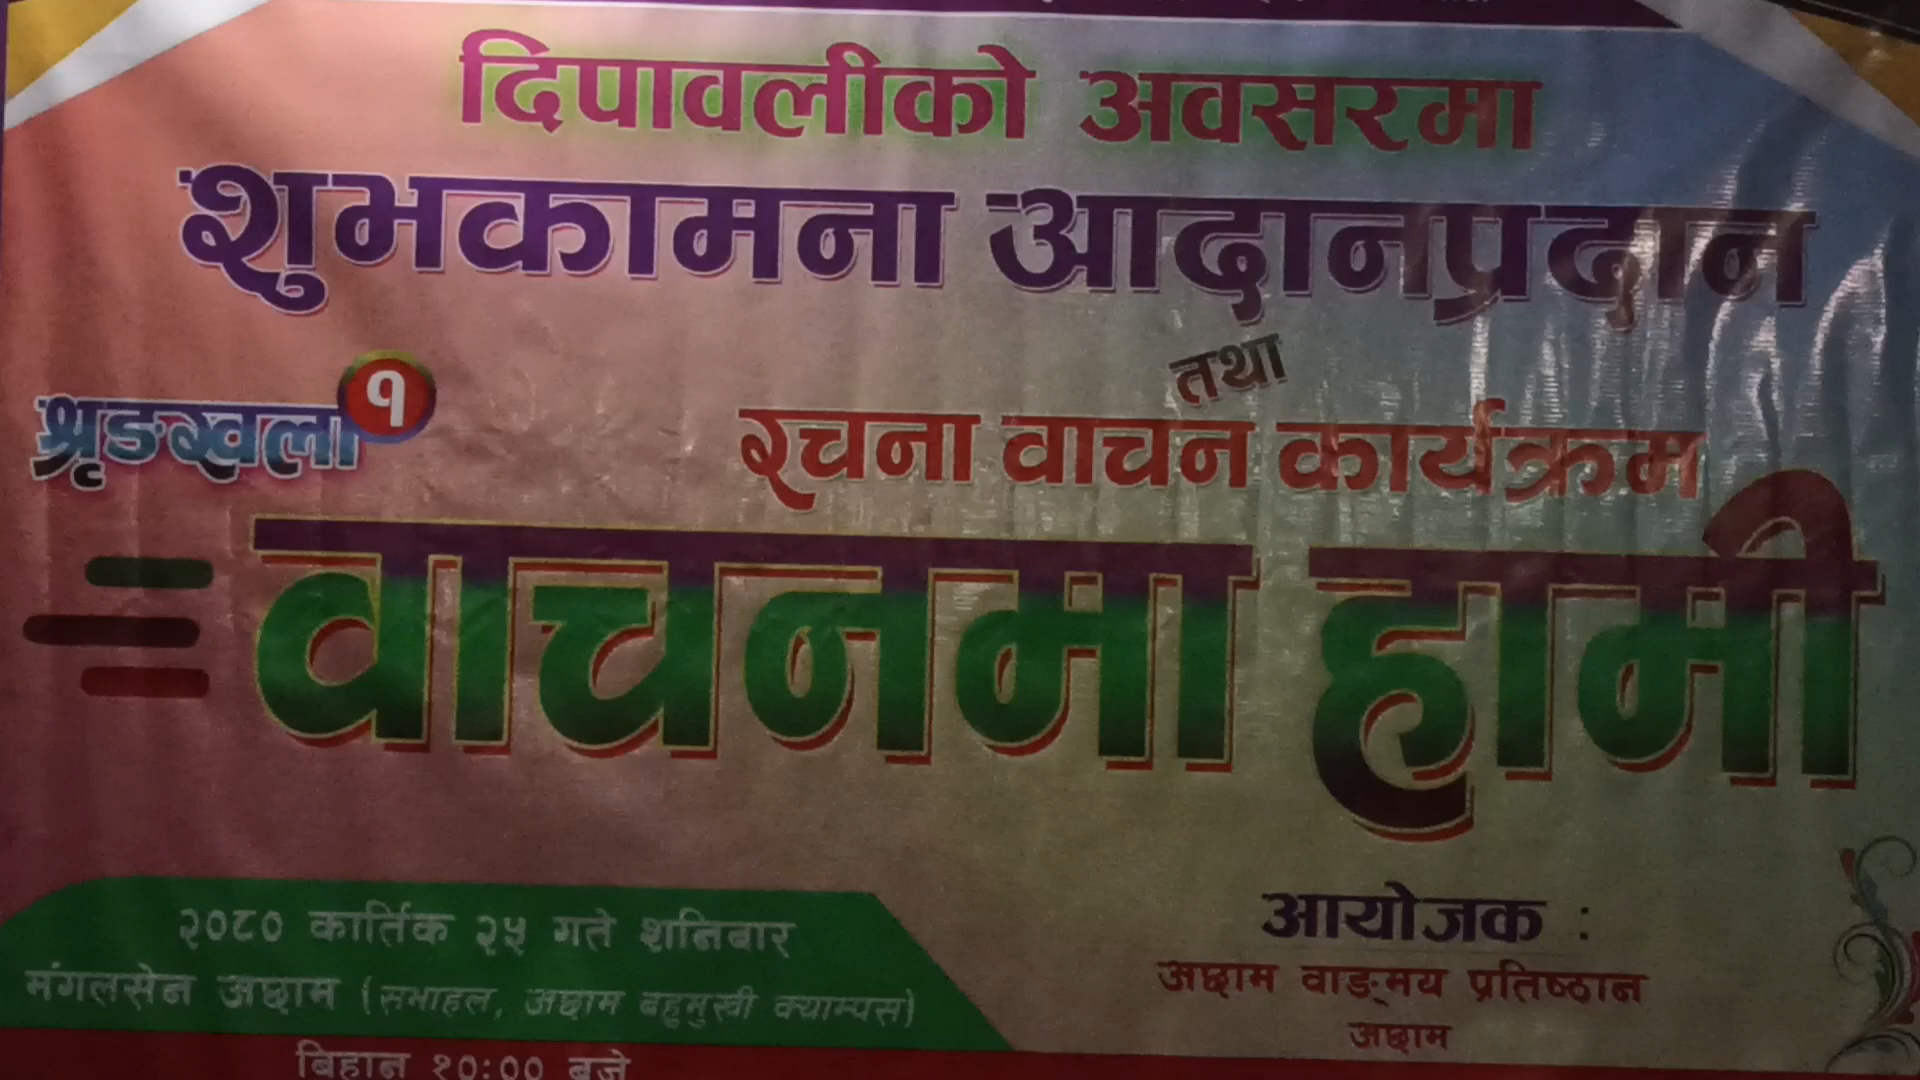 दिपावलीको अवसरमा
शुभकामना आदानप्रदान
तथा
श्रृङखला १
रचना वाचन कार्यक्रम
वाचनमा हामी
२०८० कार्तिक २५ गते शनिबार
मंगलसेन अछाम (सभाहल, अछाम बहुमुखी क्याम्पस)
बिहान १०:०० बजे
आयोजक :
अछाम वाङ्मय प्रतिष्ठान
अछाम